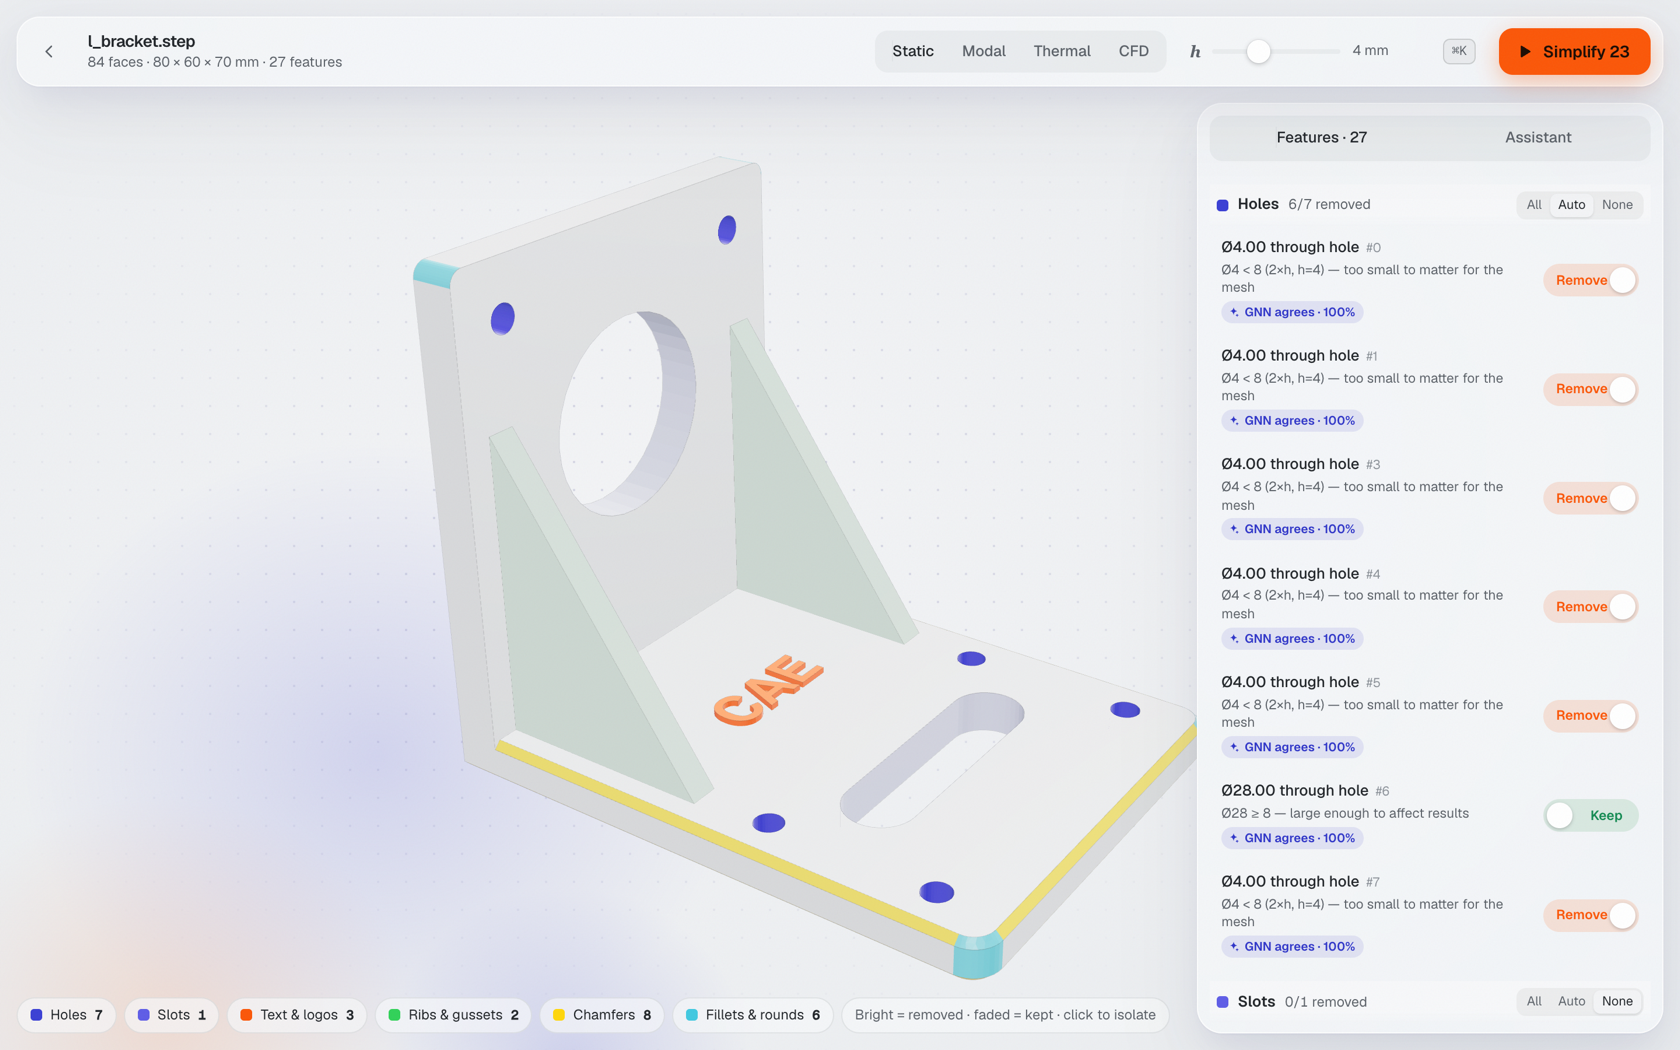 l_bracket.step
84 faces · 80 × 60 × 70 mm · 27 features
Static
Modal
Thermal
CFD
h
4 mm
⌘K
Simplify 23
Features · 27
Assistant
Holes 6/7 removed
All
Auto
None
Ø4.00 through hole #0
Ø4 < 8 (2×h, h=4) — too small to matter for the
mesh
GNN agrees · 100%
Remove
Ø4.00 through hole #1
Ø4 < 8 (2×h, h=4) — too small to matter for the
mesh
GNN agrees · 100%
Remove
Ø4.00 through hole #3
Ø4 < 8 (2×h, h=4) — too small to matter for the
mesh
GNN agrees · 100%
Remove
Ø4.00 through hole #4
Ø4 < 8 (2×h, h=4) — too small to matter for the
mesh
GNN agrees · 100%
Remove
Ø4.00 through hole #5
Ø4 < 8 (2×h, h=4) — too small to matter for the
mesh
GNN agrees · 100%
Remove
Ø28.00 through hole #6
Ø28 ≥ 8 — large enough to affect results
GNN agrees · 100%
Keep
Ø4.00 through hole #7
Ø4 < 8 (2×h, h=4) — too small to matter for the
mesh
GNN agrees · 100%
Remove
Slots 0/1 removed
All
Auto
None
CAE
Holes 7
Slots 1
Text & logos 3
Ribs & gussets 2
Chamfers 8
Fillets & rounds 6
Bright = removed · faded = kept · click to isolate